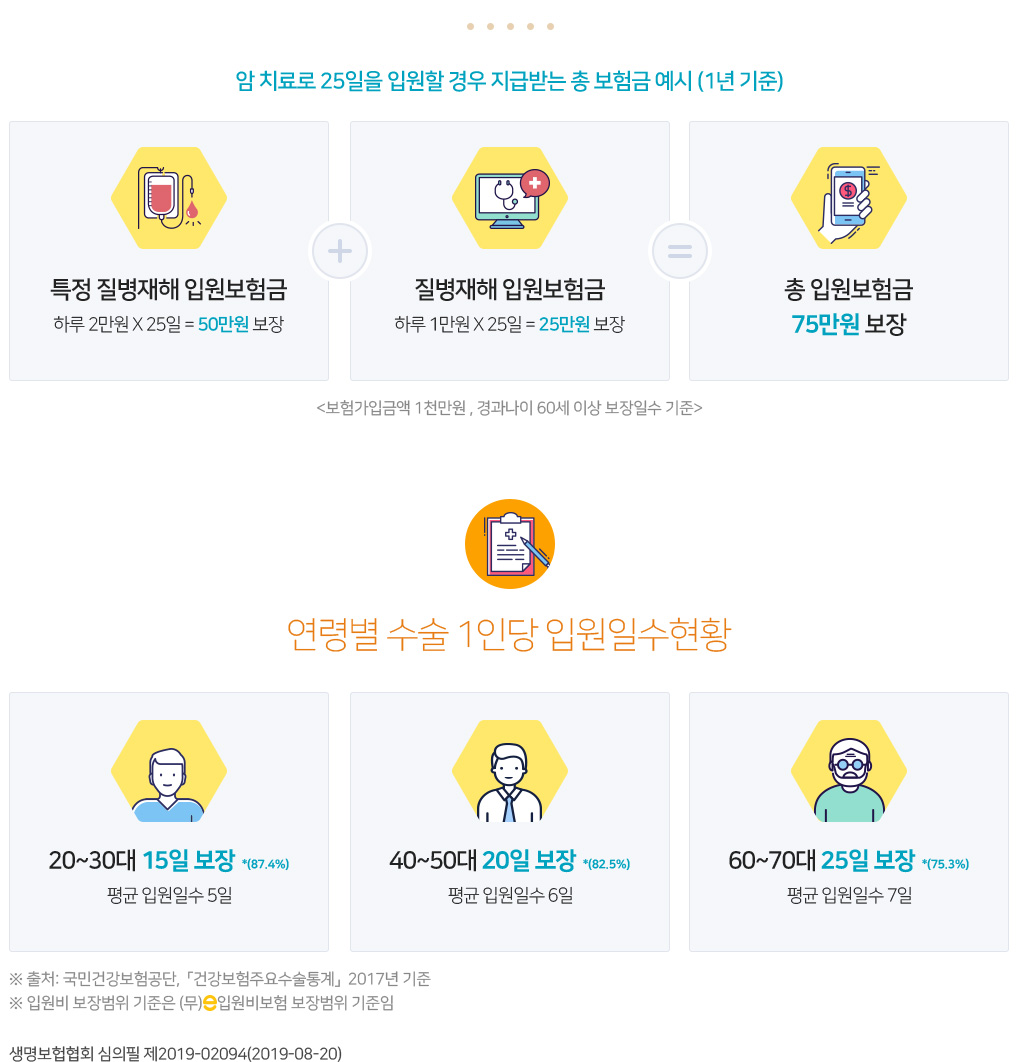 암 치료로 25일을 입원할 경우 지급받는 총 보험금 예시 (1년 기준)
특정 질병재해 입원보험금
하루 2만원 X 25일 = 50만원 보장
+
질병재해 입원보험금
하루 1만원 X 25일 = 25만원 보장
=
총 입원보험금
75만원 보장
<보험가입금액 1천만원 , 경과나이 60세 이상 보장일수 기준>
연령별 수술 1인당 입원일수현황
20~30대 15일 보장 *(87.4%)
평균 입원일수 5일
40~50대 20일 보장 *(82.5%)
평균 입원일수 6일
60~70대 25일 보장 *(75.3%)
평균 입원일수 7일
※ 출처: 국민건강보험공단, 「건강보험주요수술통계」 2017년 기준
※ 입원비 보장범위 기준은 (무)e입원비보험 보장범위 기준임
생명보험협회 심의필 제2019-02094(2019-08-20)